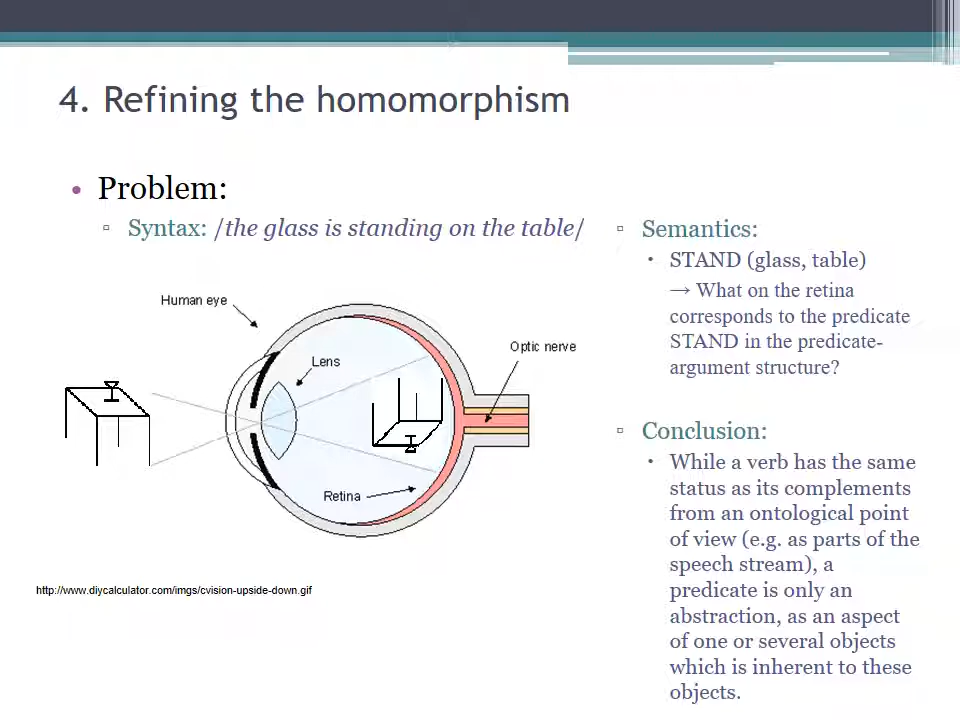 4. Refining the homomorphism
• Problem:
▫ Syntax: /the glass is standing on the table/
Human eye
Lens
Optic nerve
Retina
http://www.diycalculator.com/imgs/cvision-upside-down.gif
▫ Semantics:
• STAND (glass, table)
→ What on the retina
corresponds to the predicate
STAND in the predicate-
argument structure?
▫ Conclusion:
• While a verb has the same
status as its complements
from an ontological point
of view (e.g. as parts of the
speech stream), a
predicate is only an
abstraction, as an aspect
of one or several objects
which is inherent to these
objects.